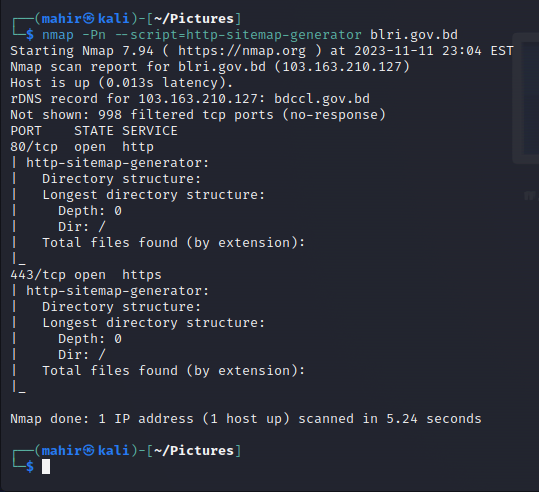 ┌──(mahir㉿kali)-[~/Pictures]
└─$ nmap -Pn --script=http-sitemap-generator blri.gov.bd
Starting Nmap 7.94 ( https://nmap.org ) at 2023-11-11 23:04 EST
Nmap scan report for blri.gov.bd (103.163.210.127)
Host is up (0.013s latency).
rDNS record for 103.163.210.127: bdccl.gov.bd
Not shown: 998 filtered tcp ports (no-response)
PORT    STATE SERVICE
80/tcp  open  http
| http-sitemap-generator:
|   Directory structure:
|   Longest directory structure:
|     Depth: 0
|     Dir: /
|   Total files found (by extension):
|_
443/tcp open  https
| http-sitemap-generator:
|   Directory structure:
|   Longest directory structure:
|     Depth: 0
|     Dir: /
|   Total files found (by extension):
|_
Nmap done: 1 IP address (1 host up) scanned in 5.24 seconds
┌──(mahir㉿kali)-[~/Pictures]
└─$